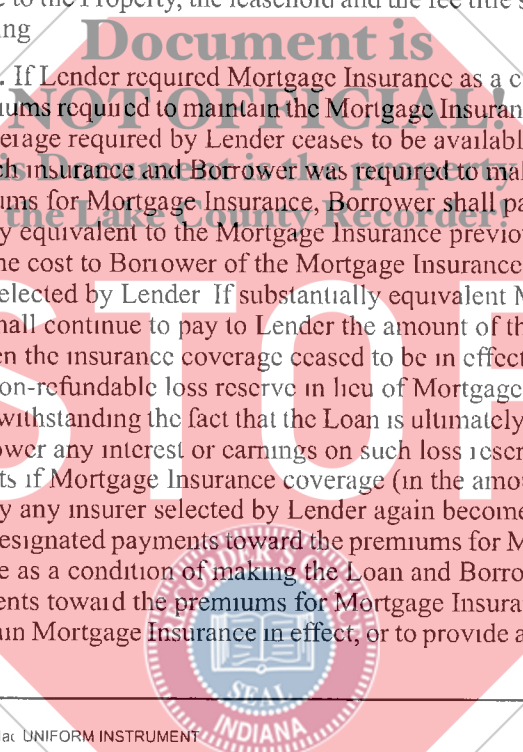 to the Property, the leasehold and the fee title s
ing
Document is
. If Lender required Mortgage Insurance as a c
iums required to maintain the Mortgage Insuran
NOT OFFICIAL!
erage required by Lender ceases to be availabl
ch insurance and Borrower was required to mak
is Document is the property
ums for Mortgage Insurance, Borrower shall pa
the Lake County Recorder!
y equivalent to the Mortgage Insurance previo
he cost to Borrower of the Mortgage Insurance
elected by Lender If substantially equivalent M
STOP
hall continue to pay to Lender the amount of th
en the insurance coverage ceased to be in effect
on-refundable loss reserve in lieu of Mortgage
withstanding the fact that the Loan is ultimately
ower any interest or earnings on such loss reser
ts if Mortgage Insurance coverage (in the amou
y any insurer selected by Lender again become
esignated payments toward the premiums for M
e as a condition of making the Loan and Borro
ents toward the premiums for Mortgage Insura
ain Mortgage Insurance in effect, or to provide a
RECORDER'S OFFICE
SEAL
INDIANA
Mac UNIFORM INSTRUMENT